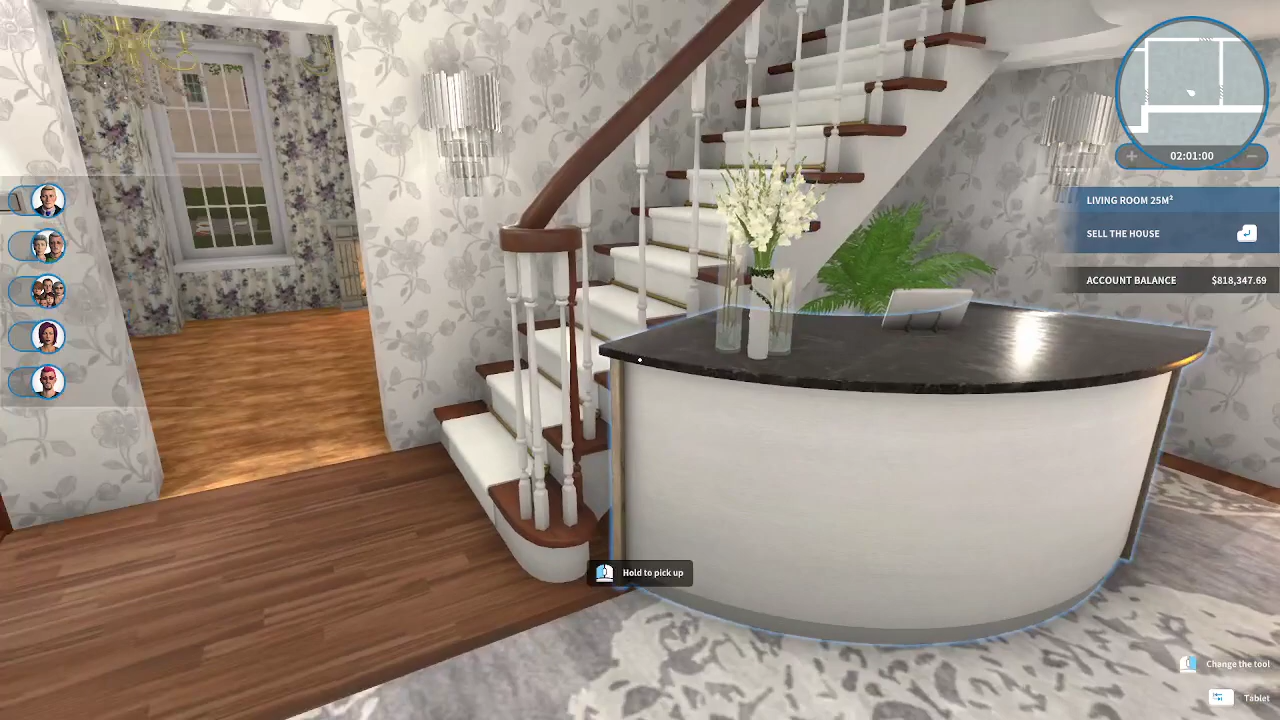 02:01:00
LIVING ROOM 25M²
SELL THE HOUSE
ACCOUNT BALANCE $818,347.69
Hold to pick up
Change the tool
Tablet